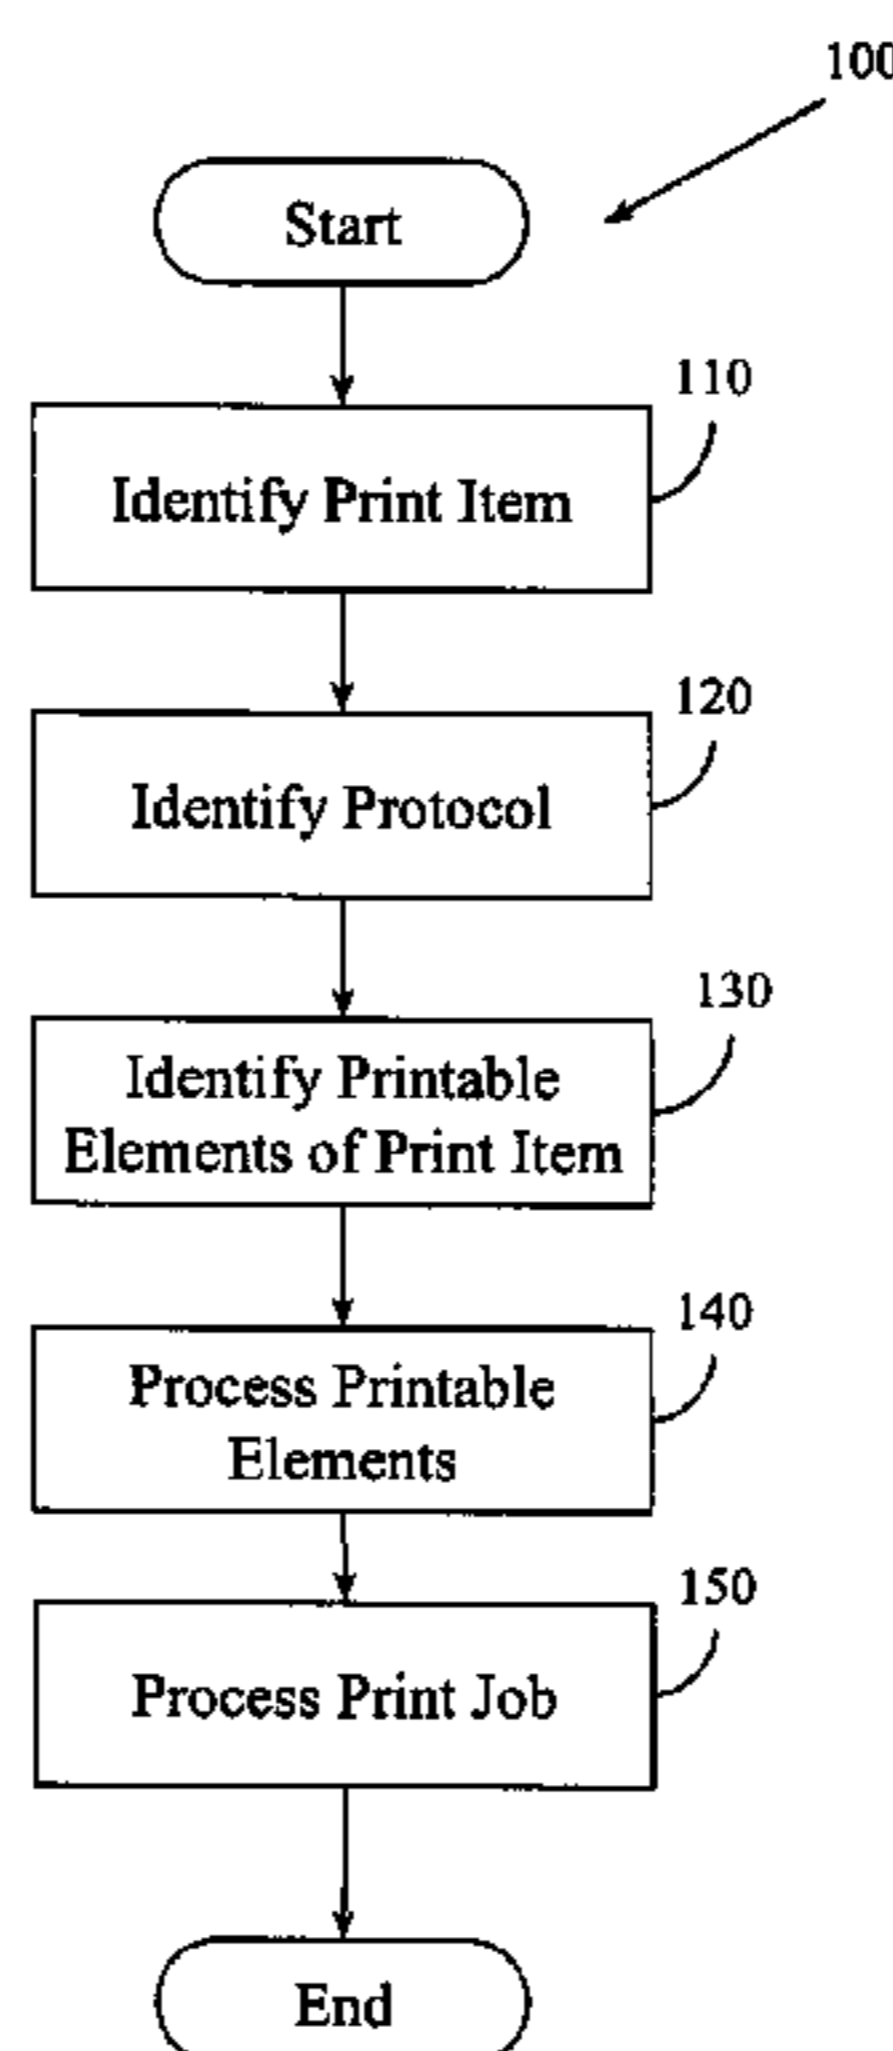 100
Start
110
Identify Print Item
120
Identify Protocol
130
Identify Printable
Elements of Print Item
140
Process Printable
Elements
150
Process Print Job
End